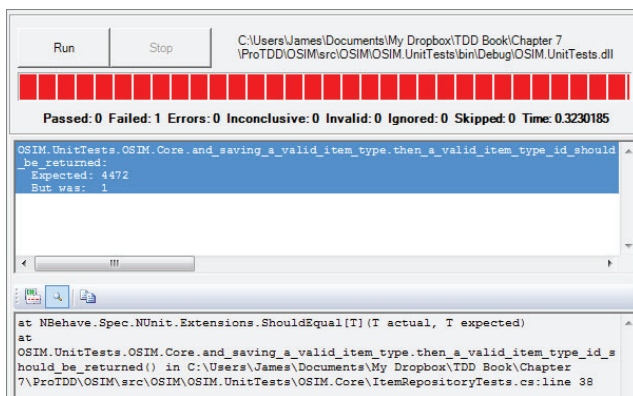 Run
Stop
C:\Users\James\Documents\My Dropbox\TDD Book\Chapter 7
\ProTDD\OSIM\src\OSIM\OSIM.UnitTests\bin\Debug\OSIM.UnitTests.dll
Passed: 0 Failed: 1 Errors: 0 Inconclusive: 0 Invalid: 0 Ignored: 0 Skipped: 0 Time: 0.3230185
OSIM.UnitTests.OSIM.Core.and_saving_a_valid_item_type.then_a_valid_item_type_id_should
_be_returned:
Expected: 4472
But was: 1
at NBehave.Spec.NUnit.Extensions.ShouldEqual[T](T actual, T expected)
at
OSIM.UnitTests.OSIM.Core.and_saving_a_valid_item_type.then_a_valid_item_type_id_s
hould_be_returned() in C:\Users\James\Documents\My Dropbox\TDD Book\Chapter
7\ProTDD\OSIM\src\OSIM\OSIM.UnitTests\OSIM.Core\ItemRepositoryTests.cs:line 38